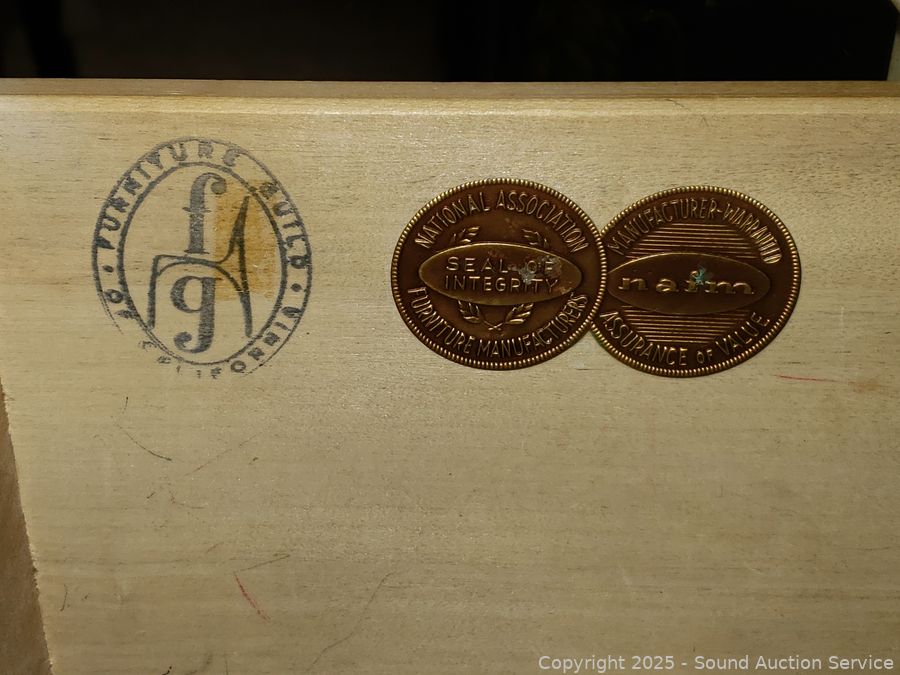 FURNITURE GUILD
OF CALIFORNIA
f
g
NATIONAL ASSOCIATION
SEAL OF
INTEGRITY
FURNITURE MANUFACTURERS
MANUFACTURER-WARRANTED
nafm
ASSURANCE OF VALUE
Copyright 2025 - Sound Auction Service